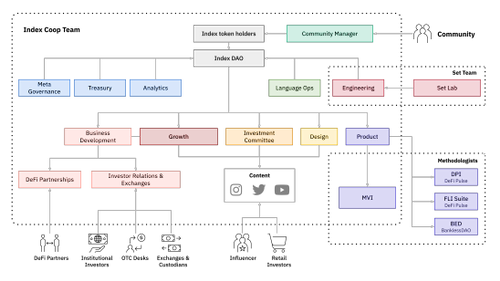 Index Coop Team
Index token holders
Community Manager
Community
Index DAO
Set Team
Meta
Governance
Treasury
Analytics
Language Ops
Engineering
Set Lab
Business
Development
Growth
Investment
Committee
Design
Product
Methodologists
DeFi Partnerships
Investor Relations &
Exchanges
Content
DPI
DeFi Pulse
MVI
FLI Suite
DeFi Pulse
BED
BanklessDAO
DeFi Partners
Institutional
Investors
OTC Desks
Exchanges &
Custodians
Influencer
Retail
Investors